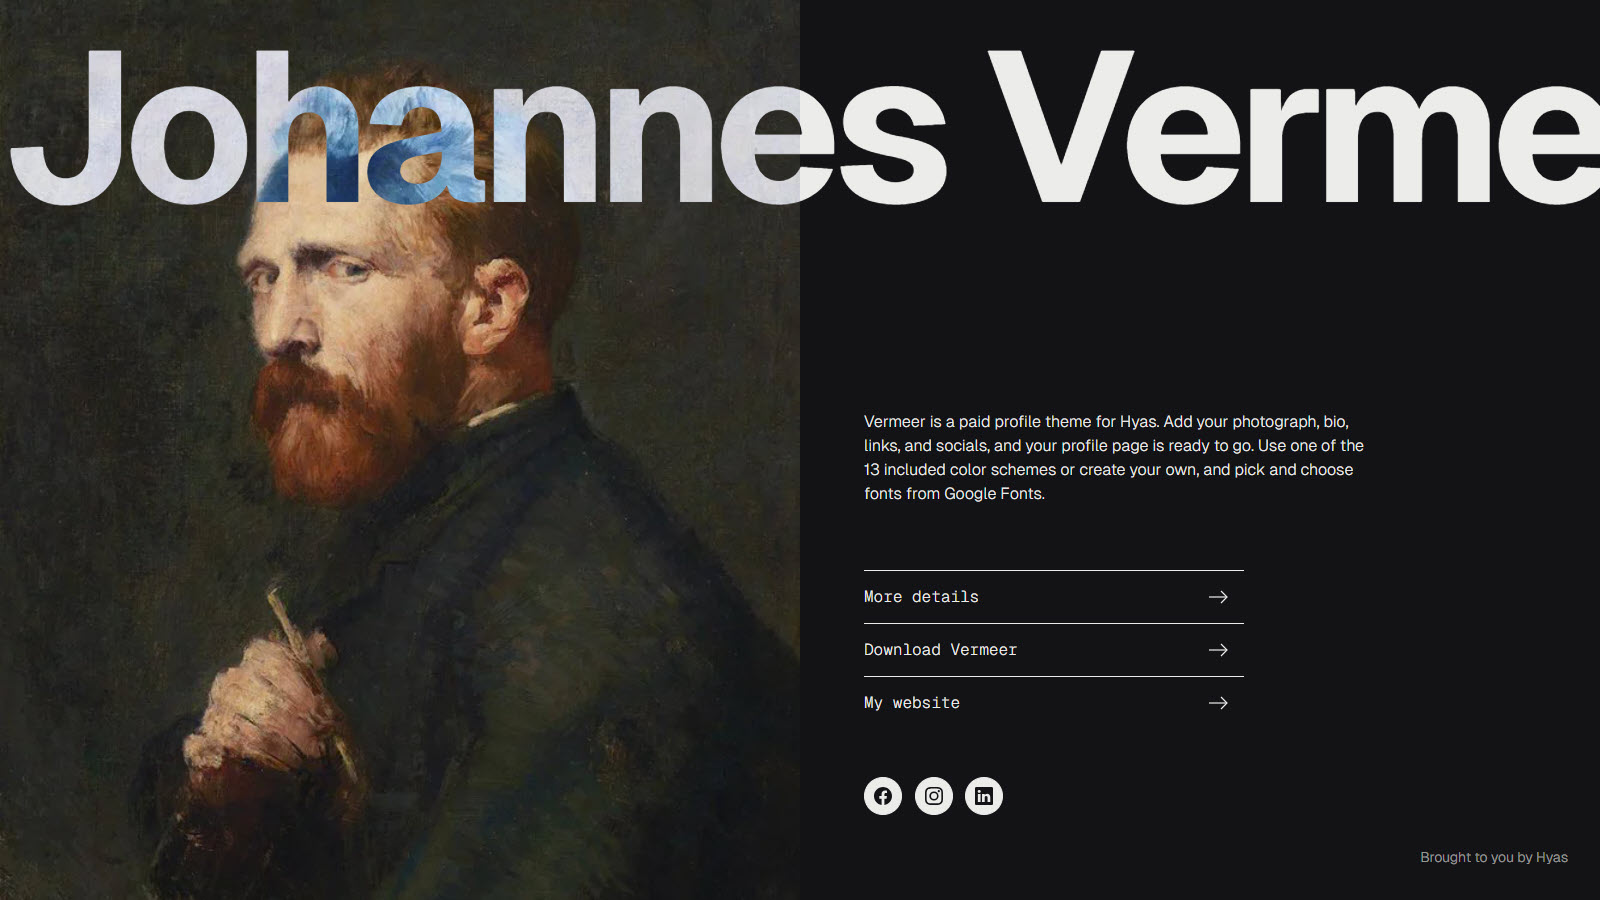 Johannes Verme
Vermeer is a paid profile theme for Hyas. Add your photograph, bio,
links, and socials, and your profile page is ready to go. Use one of the
13 included color schemes or create your own, and pick and choose
fonts from Google Fonts.
More details
Download Vermeer
My website
Brought to you by Hyas